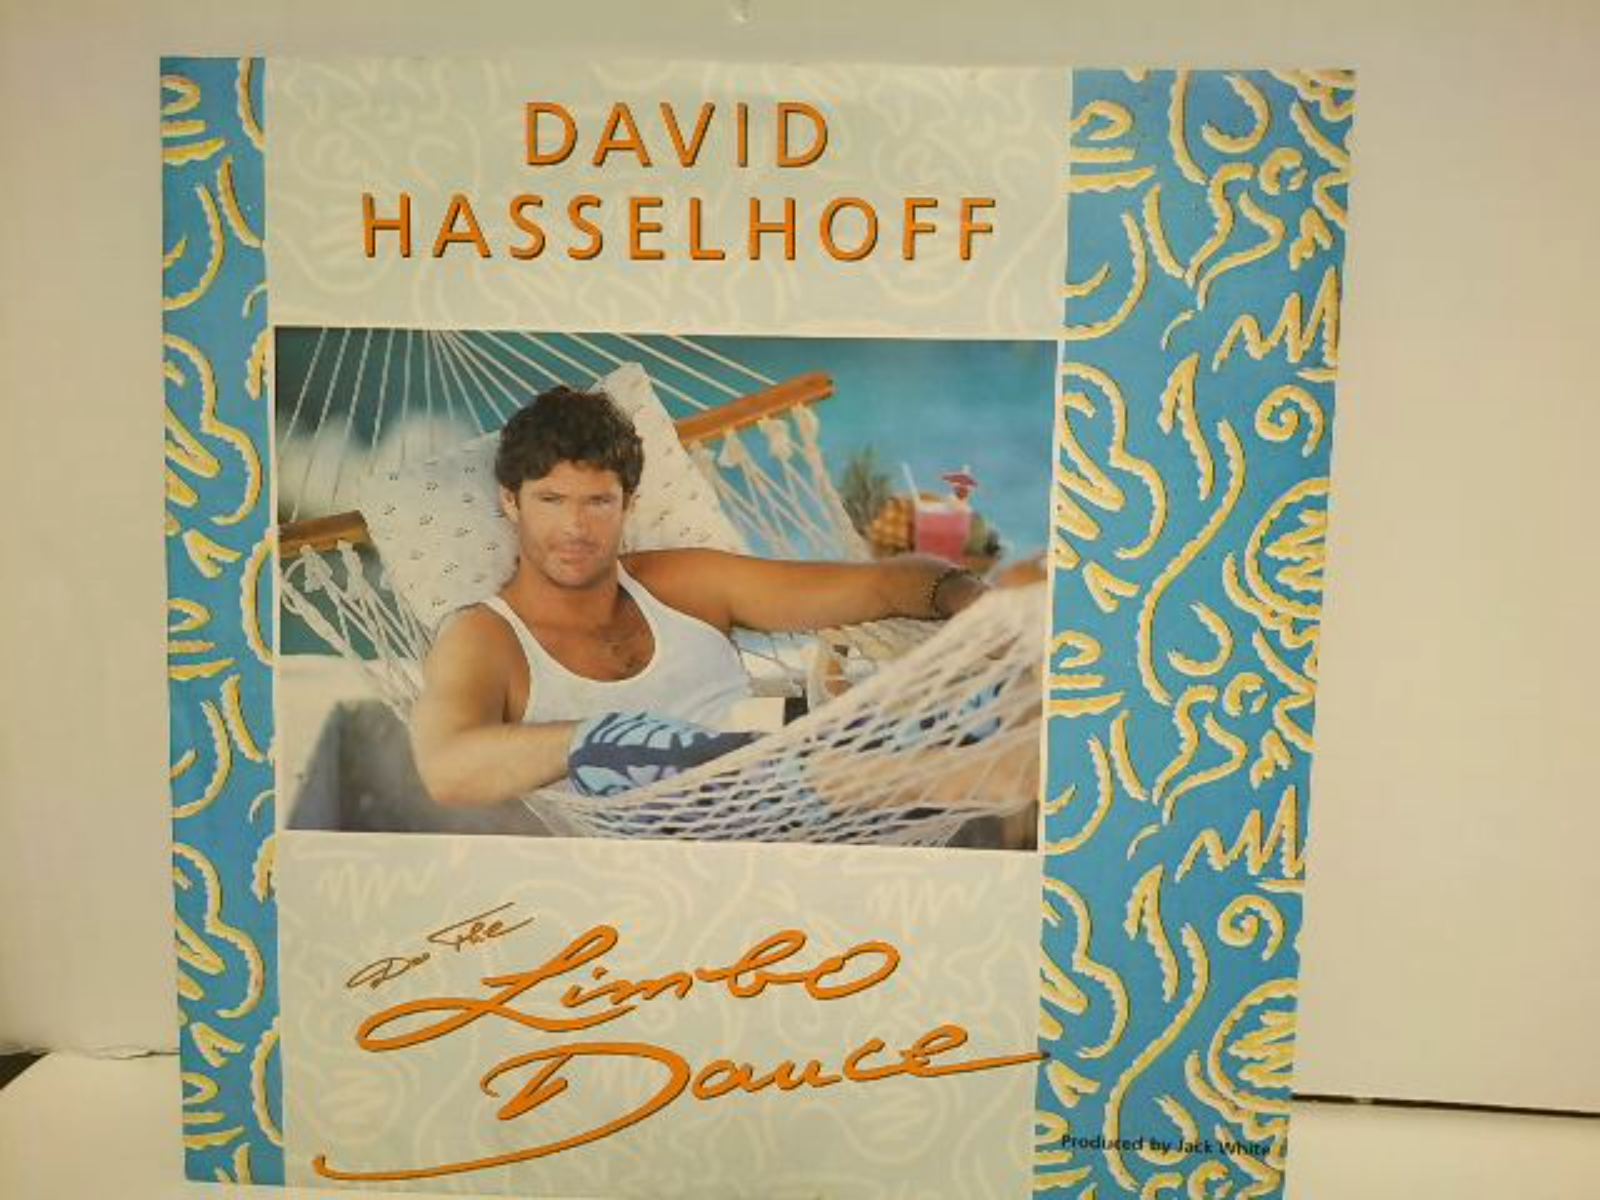 DAVID
HASSELHOFF
Do The
Limbo
Dance
Produced by Jack White